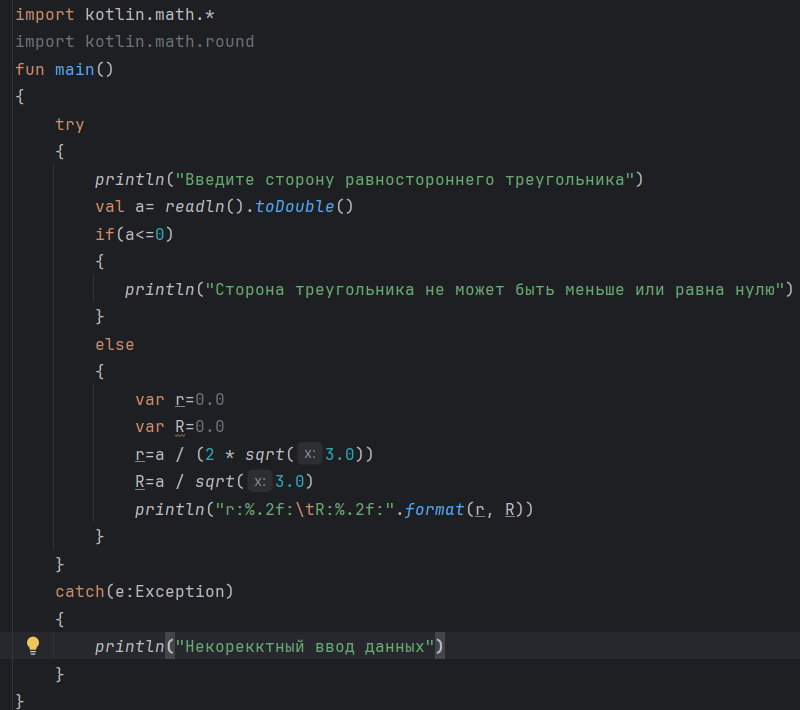 import kotlin.math.*
import kotlin.math.round
fun main()
{
    try
    {
        println("Введите сторону равностороннего треугольника")
        val a= readln().toDouble()
        if(a<=0)
        {
           println("Сторона треугольника не может быть меньше или равна нулю")
        }
        else
        {
            var r=0.0
            var R=0.0
            r=a / (2 * sqrt( x: 3.0))
            R=a / sqrt( x: 3.0)
            println("r:%.2f:\tR:%.2f:".format(r, R))
        }
    }
    catch(e:Exception)
    {
        println("Некорекктный ввод данных")
    }
}